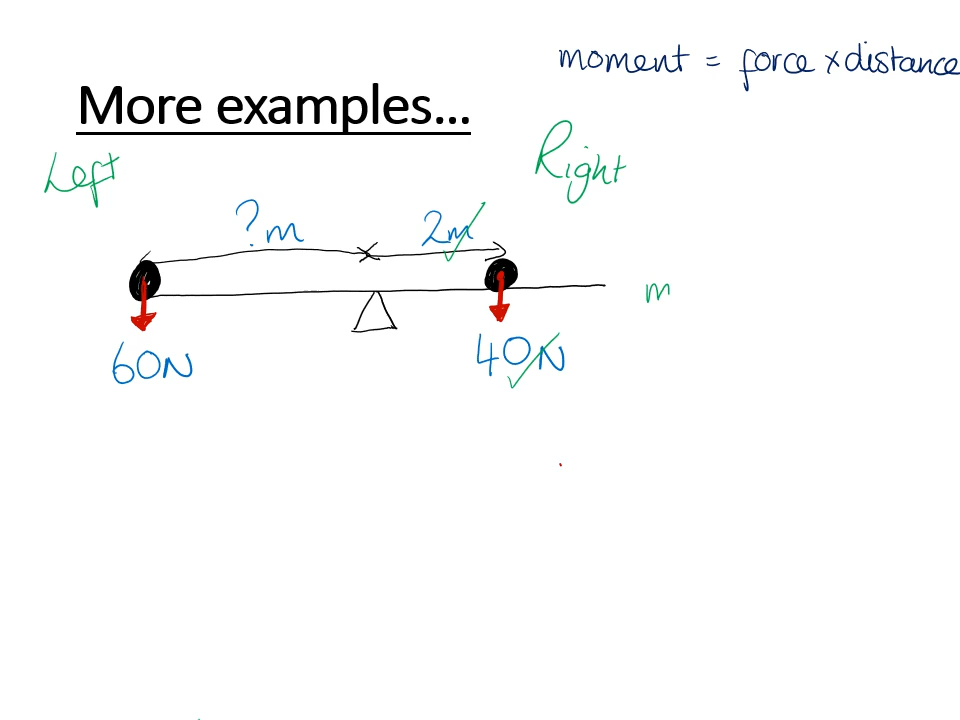 moment = force × distance
More examples...
Left
Right
?m
2m
m
60N
40N